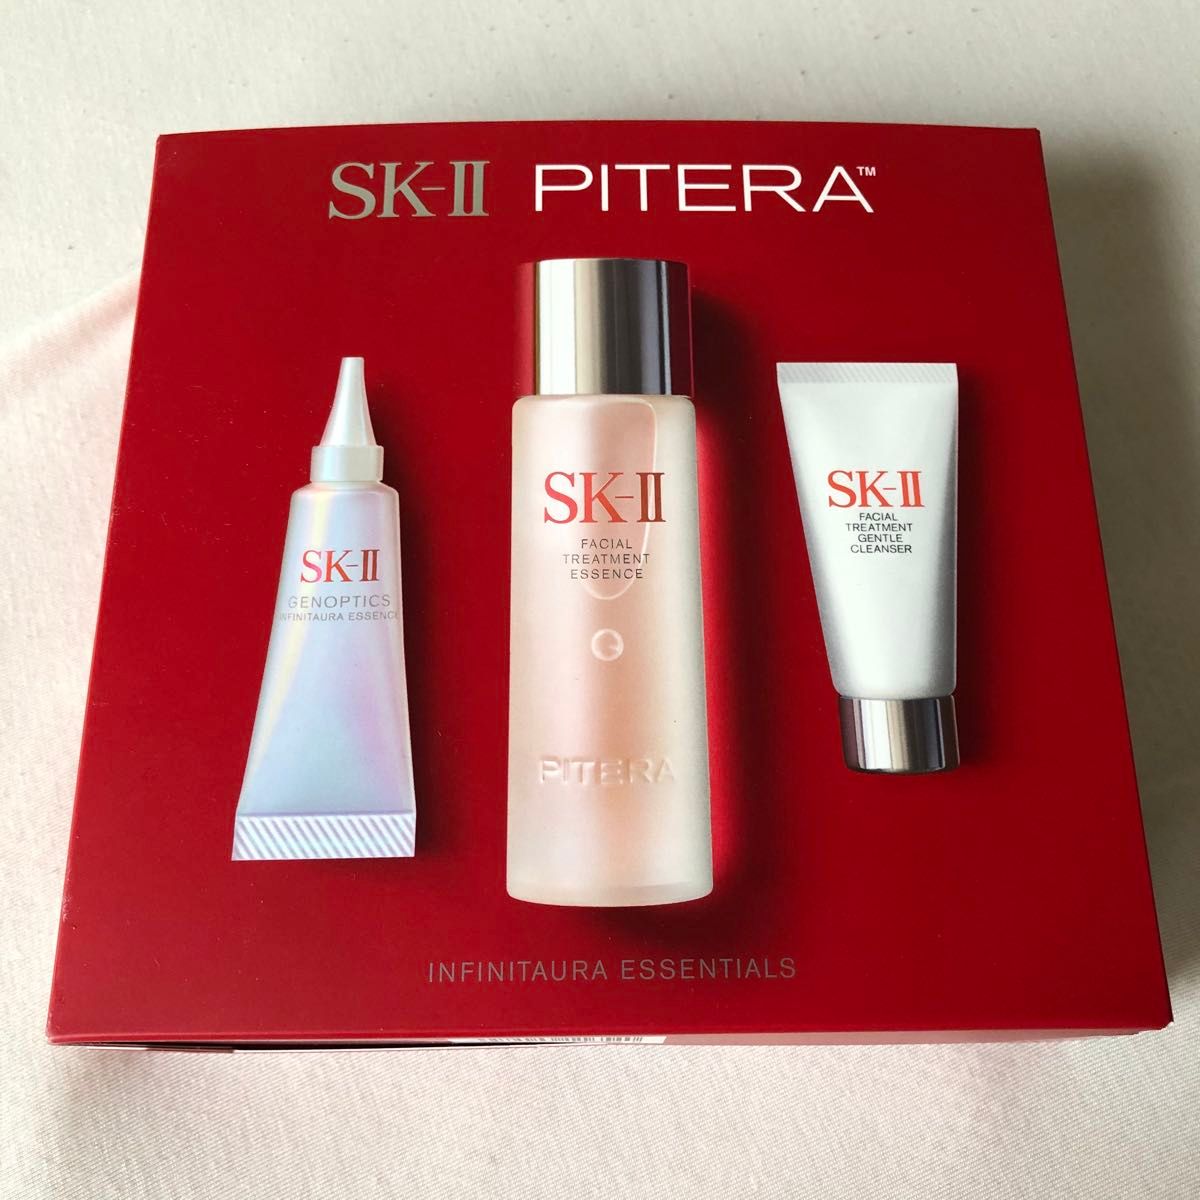 SK-II PITERA™
SK-II
GENOPTICS
INFINITAURA ESSENCE
SK-II
FACIAL
TREATMENT
ESSENCE
PITERA
SK-II
FACIAL
TREATMENT
GENTLE
CLEANSER
INFINITAURA ESSENTIALS